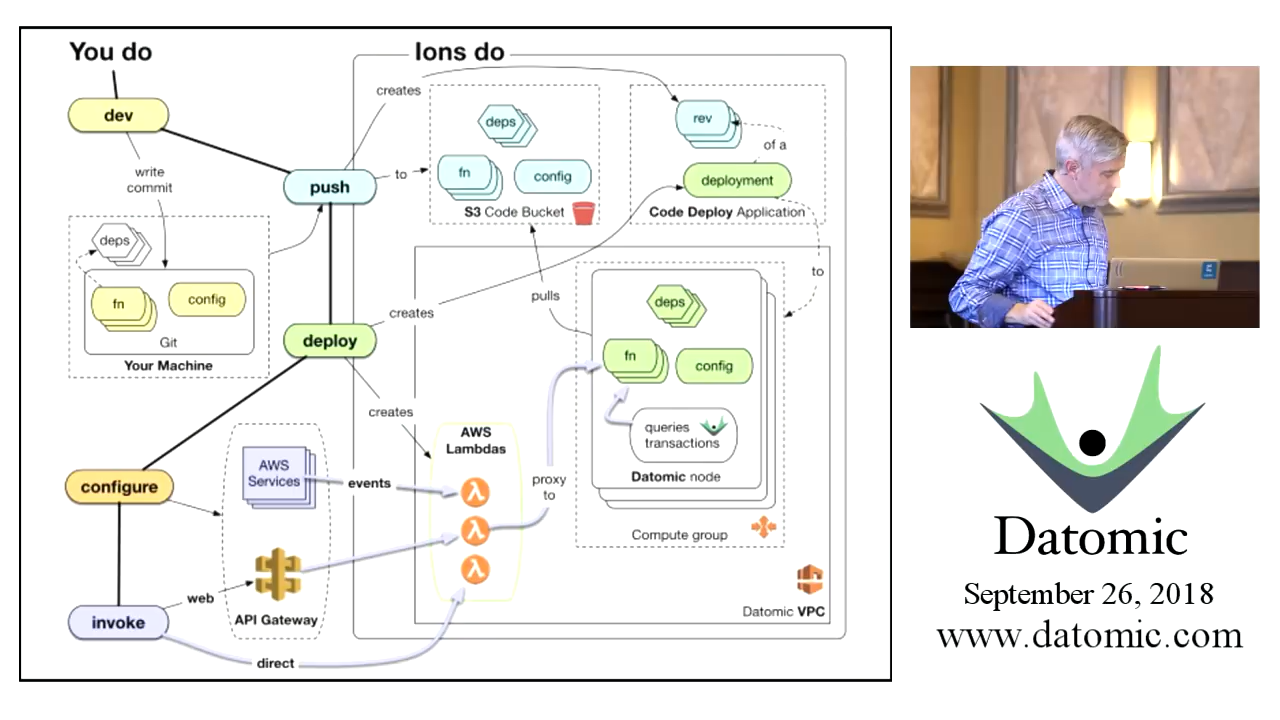 You do
Ions do
dev
creates
deps
rev
of a
write
commit
push
to
fn
config
deployment
S3 Code Bucket
Code Deploy Application
deps
fn
config
Git
Your Machine
to
pulls
deps
creates
deploy
fn
config
creates
queries
transactions
Datomic node
AWS
Lambdas
AWS
Services
events
proxy
to
configure
Compute group
web
API Gateway
invoke
direct
Datomic VPC
Datomic
September 26, 2018
www.datomic.com